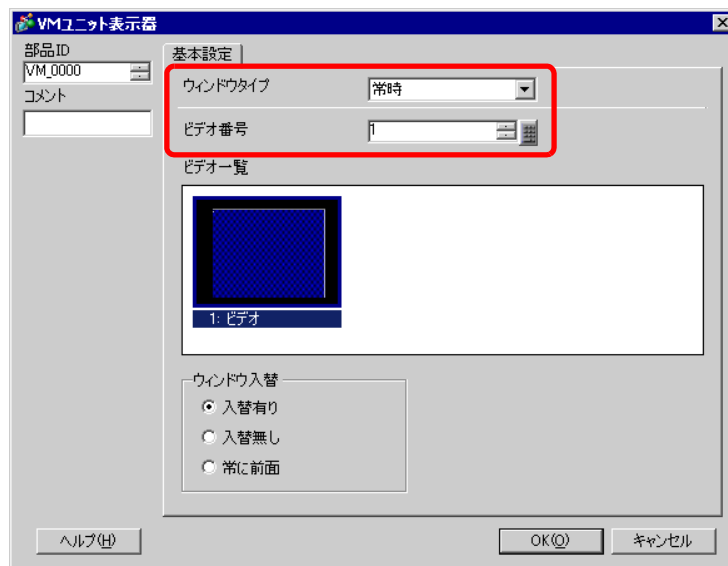 VMユニット表示器
部品ID
VM_0000
コメント
基本設定
ウィンドウタイプ
常時
ビデオ番号
1
ビデオ一覧
1: ビデオ
ウィンドウ入替
入替有り
入替無し
常に前面
ヘルプ(H)
OK(O)
キャンセル